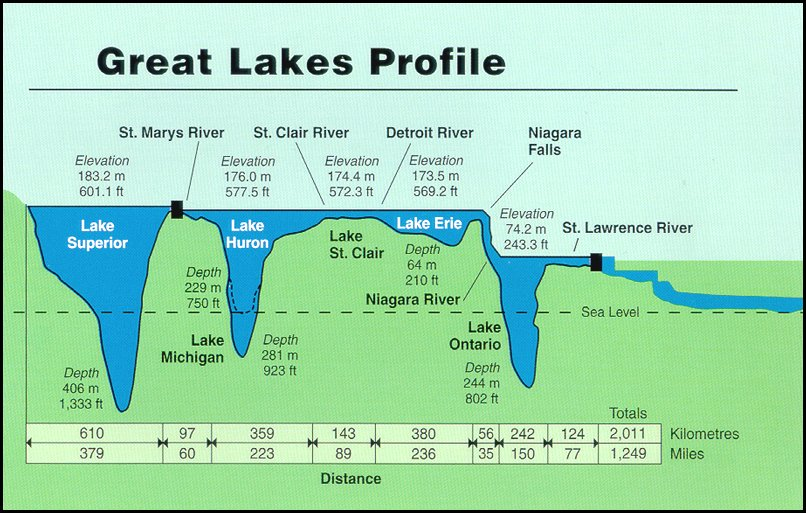 Great Lakes Profile
St. Marys River
St. Clair River
Detroit River
Niagara
Falls
Elevation
183.2 m
601.1 ft
Elevation
176.0 m
577.5 ft
Elevation
174.4 m
572.3 ft
Elevation
173.5 m
569.2 ft
Elevation
74.2 m
243.3 ft
St. Lawrence River
Lake
Superior
Lake
Huron
Lake
St. Clair
Lake Erie
Depth
64 m
210 ft
Niagara River
Depth
229 m
750 ft
Sea Level
Lake
Michigan
Depth
281 m
923 ft
Lake
Ontario
Depth
244 m
802 ft
Depth
406 m
1,333 ft
Totals
610 97 359 143 380 56 242 124 2,011 Kilometres
379 60 223 89 236 35 150 77 1,249 Miles
Distance